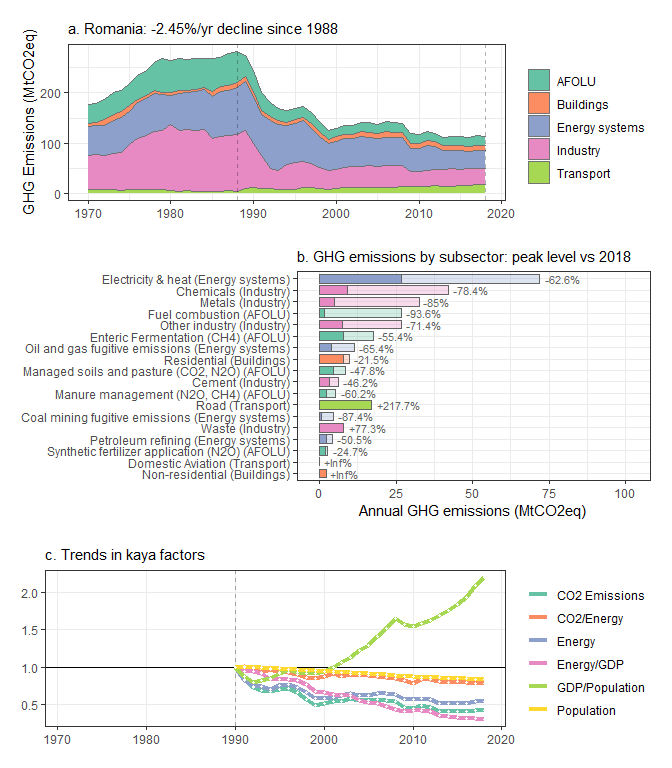 a. Romania: -2.45%/yr decline since 1988
GHG Emissions (MtCO2eq)
200
100
0
1970
1980
1990
2000
2010
2020
AFOLU
Buildings
Energy systems
Industry
Transport
b. GHG emissions by subsector: peak level vs 2018
Electricity & heat (Energy systems) -62.6%
Chemicals (Industry) -78.4%
Metals (Industry) -85%
Fuel combustion (AFOLU) -93.6%
Other industry (Industry) -71.4%
Enteric Fermentation (CH4) (AFOLU) -55.4%
Oil and gas fugitive emissions (Energy systems) -65.4%
Residential (Buildings) -21.5%
Managed soils and pasture (CO2, N2O) (AFOLU) -47.8%
Cement (Industry) -46.2%
Manure management (N2O, CH4) (AFOLU) -60.2%
Road (Transport) +217.7%
Coal mining fugitive emissions (Energy systems) -87.4%
Waste (Industry) +77.3%
Petroleum refining (Energy systems) -50.5%
Synthetic fertilizer application (N2O) (AFOLU) -24.7%
Domestic Aviation (Transport) +Inf%
Non-residential (Buildings) +Inf%
0
25
50
75
100
Annual GHG emissions (MtCO2eq)
c. Trends in kaya factors
2.0
1.5
1.0
0.5
1970
1980
1990
2000
2010
2020
CO2 Emissions
CO2/Energy
Energy
Energy/GDP
GDP/Population
Population